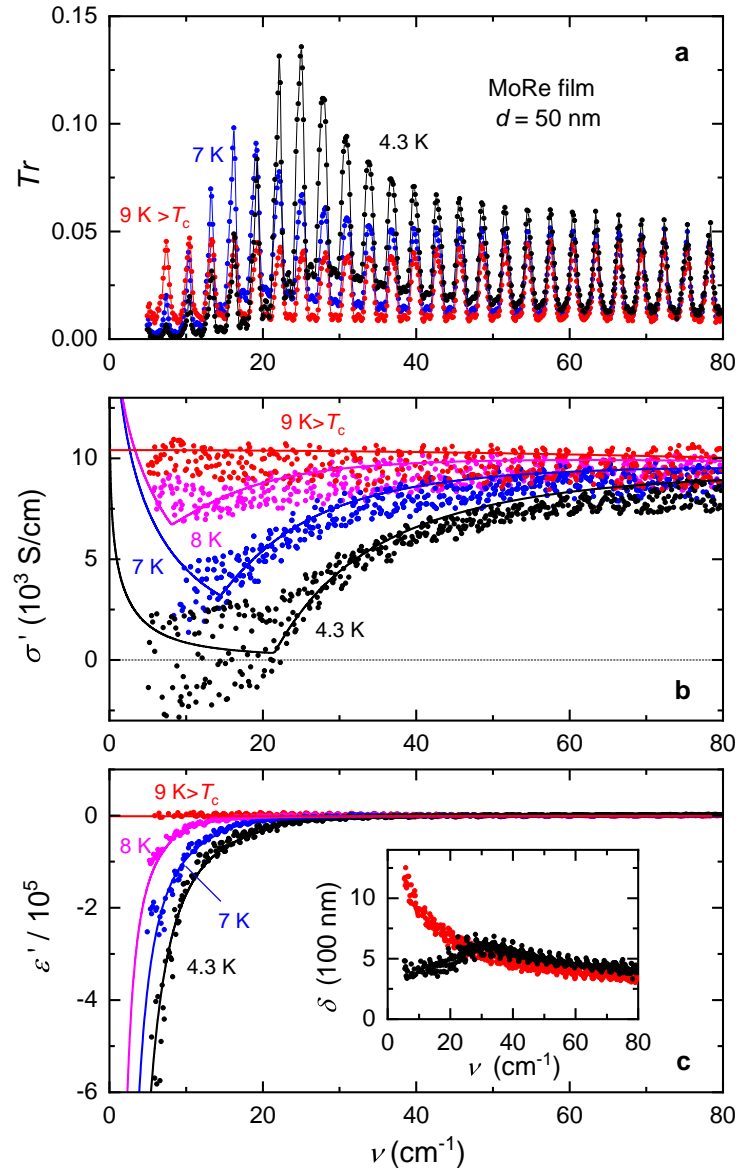 a
MoRe film
d = 50 nm
4.3 K
7 K
9 K >Tc
Tr
0.15
0.10
0.05
0.00
0 20 40 60 80
b
9 K>Tc
8 K
7 K
4.3 K
σ' (10³ S/cm)
10
5
0
0 20 40 60 80
c
9 K>Tc
8 K
7 K
4.3 K
ε' / 10⁵
0
-2
-4
-6
δ (100 nm)
10
5
0
0 20 40 60 80
ν (cm⁻¹)
0 20 40 60 80
ν (cm⁻¹)